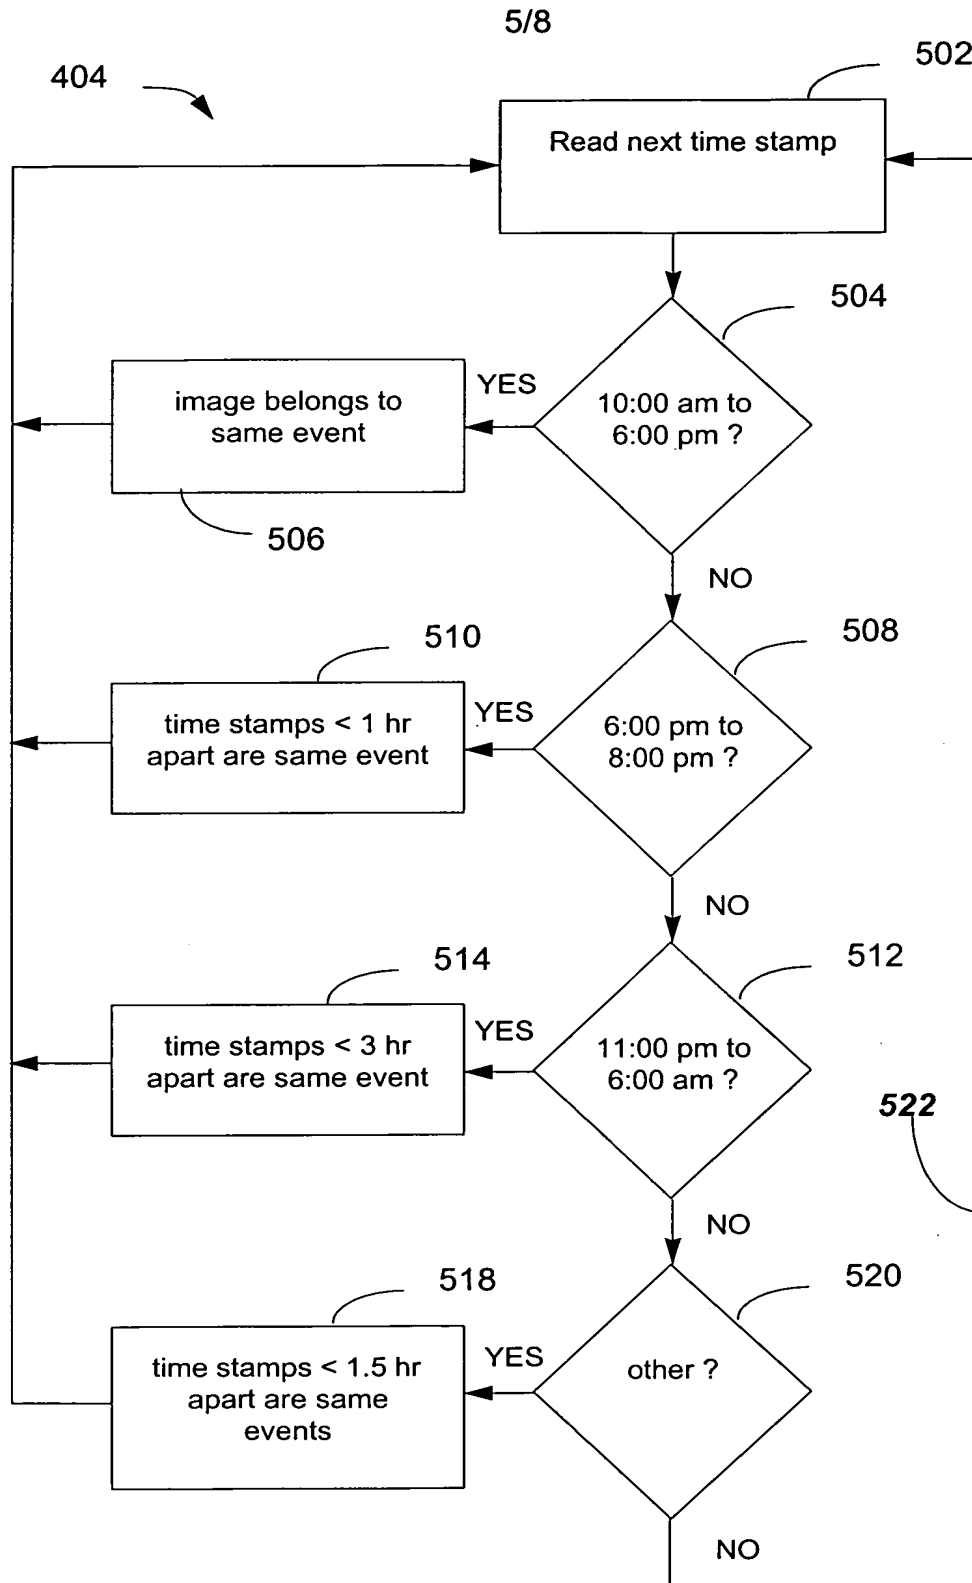 5/8
502
404
Read next time stamp
504
YES
10:00 am to
6:00 pm ?
image belongs to
same event
506
NO
510
508
YES
time stamps < 1 hr
apart are same event
6:00 pm to
8:00 pm ?
NO
514
512
YES
time stamps < 3 hr
apart are same event
11:00 pm to
6:00 am ?
522
NO
518
520
YES
time stamps < 1.5 hr
apart are same
events
other ?
NO